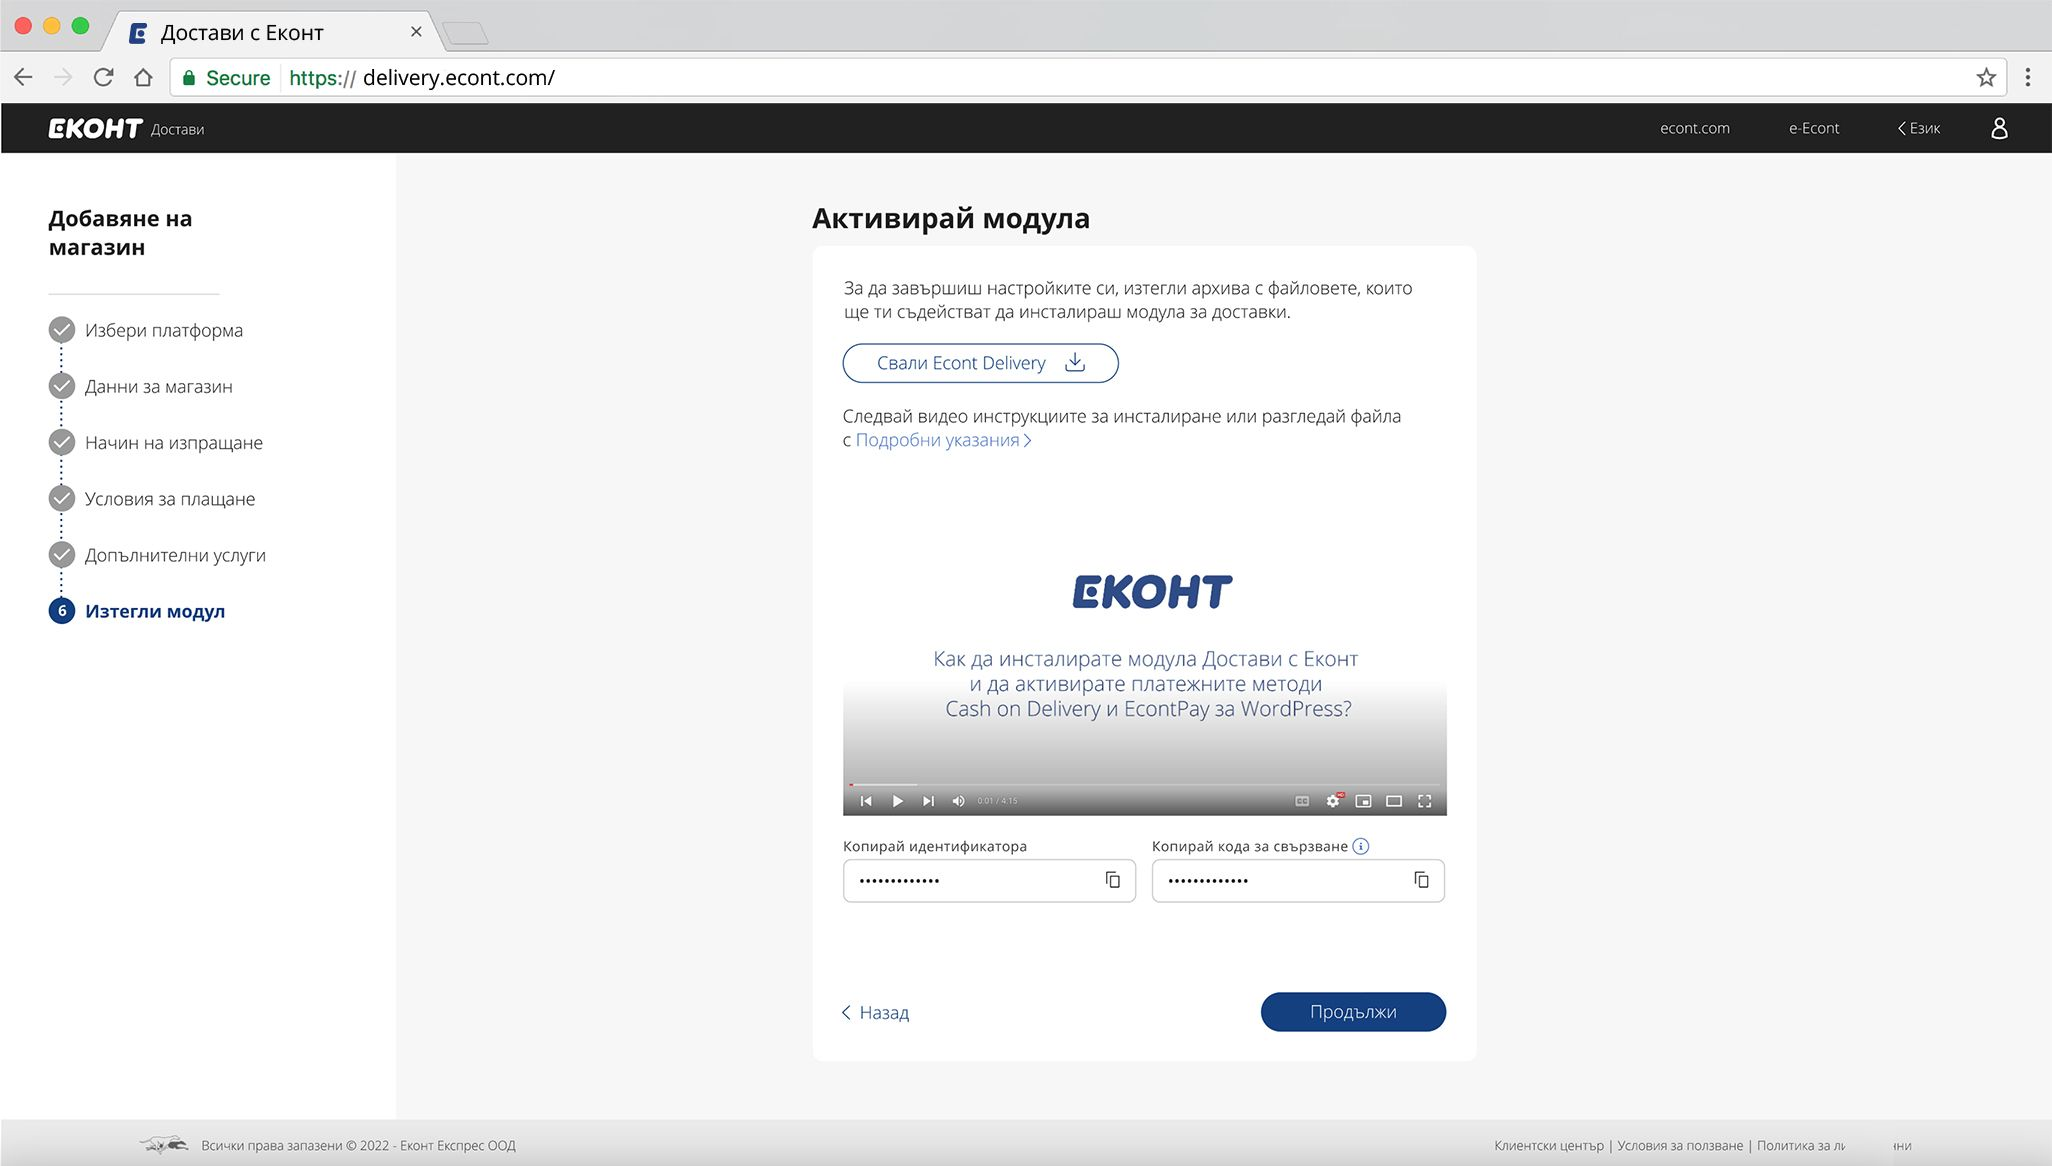 Достави с Еконт
Secure https:// delivery.econt.com/
ЕКОНТ Достави
econt.com e-Econt Език
Добавяне на
магазин
Избери платформа
Данни за магазин
Начин на изпращане
Условия за плащане
Допълнителни услуги
6 Изтегли модул
Активирай модула
За да завършиш настройките си, изтегли архива с файловете, които
ще ти съдействат да инсталираш модула за доставки.
Свали Econt Delivery
Следвай видео инструкциите за инсталиране или разгледай файла
с Подробни указания
ЕКОНТ
Как да инсталирате модула Достави с Еконт
и да активирате платежните методи
Cash on Delivery и EcontPay за WordPress?
0:01 / 4:15
CC HD
Копирай идентификатора
Копирай кода за свързване
Назад
Продължи
Всички права запазени © 2022 - Еконт Експрес ООД
Клиентски център | Условия за ползване | Политика за